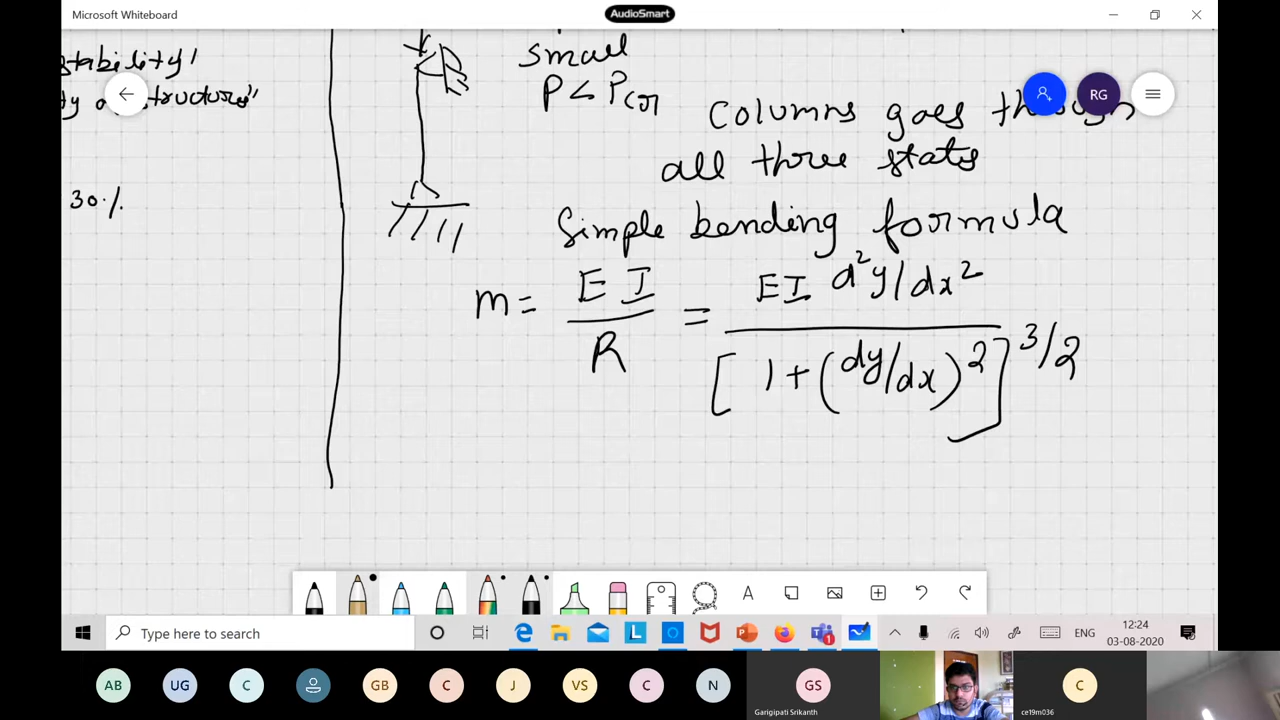 Microsoft Whiteboard
AudioSmart
stability'
structures"
30%
small
P < Pcr
RG
Columns goes through
all three states
Simple bending formula
m = EI/R = EI d²y/dx² / [1+(dy/dx)²]^3/2
A
Type here to search
ENG
12:24
03-08-2020
AB
UG
C
GB
C
J
VS
C
N
GS
Garigipati Srikanth
C
ce19m036